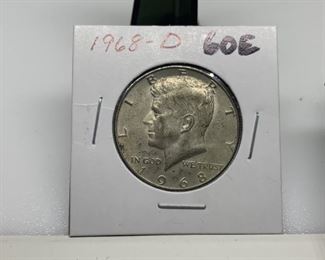 1968-D 60E
LIBERTY
IN GOD WE TRUST
1968